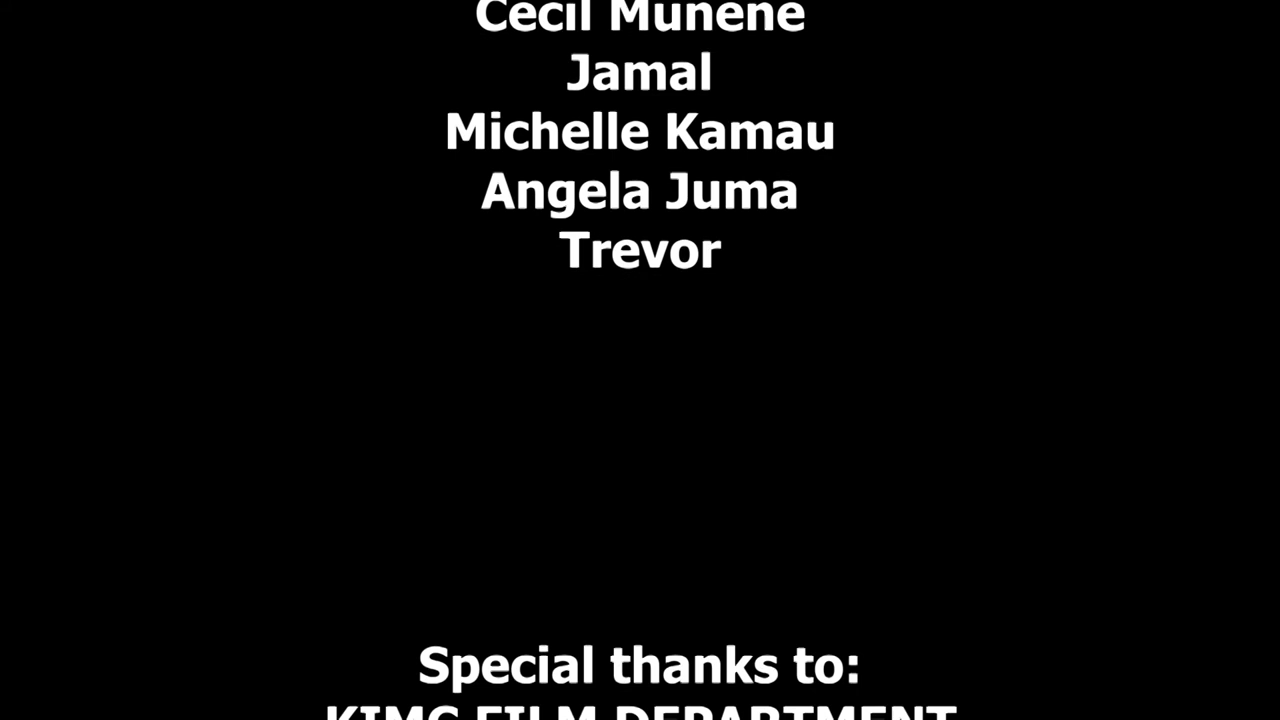 Cecil Munene
Jamal
Michelle Kamau
Angela Juma
Trevor
Special thanks to:
KIMC FILM DEPARTMENT